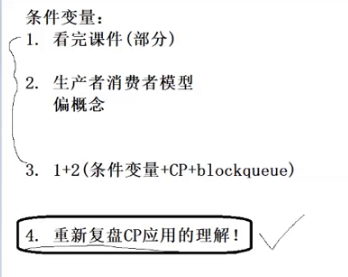 条件变量:
1. 看完课件(部分)
2. 生产者消费者模型
偏概念
3. 1+2(条件变量+CP+blockqueue)
4. 重新复盘CP应用的理解!